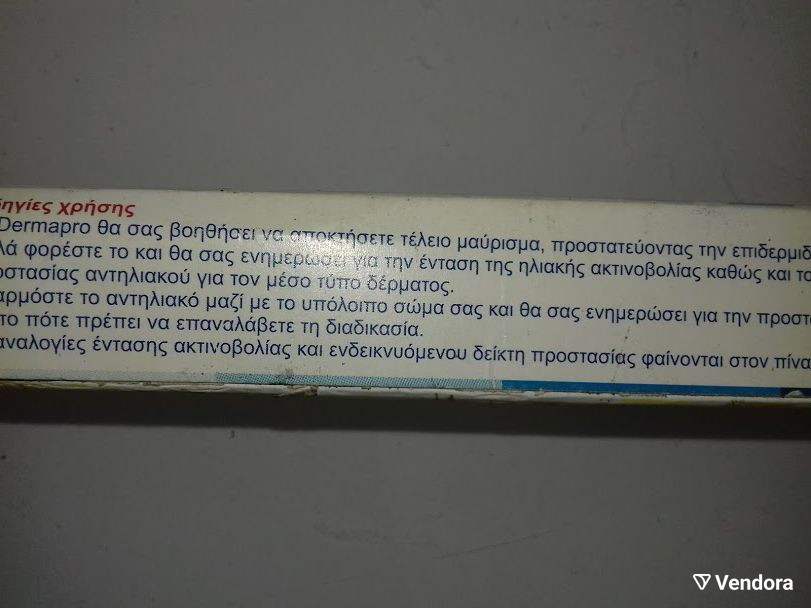 ηγίες χρήσης
Dermapro θα σας βοηθήσει να αποκτήσετε τέλειο μαύρισμα, προστατεύοντας την επιδερμίδ
λά φορέστε το και θα σας ενημερώσει για την ένταση της ηλιακής ακτινοβολίας καθώς και το
οστασίας αντηλιακού για τον μέσο τύπο δέρματος.
αρμόστε το αντηλιακό μαζί με το υπόλοιπο σώμα σας και θα σας ενημερώσει για την προστ
το πότε πρέπει να επαναλάβετε τη διαδικασία.
αναλογίες έντασης ακτινοβολίας και ενδεικνυόμενου δείκτη προστασίας φαίνονται στον πίνα
Vendora